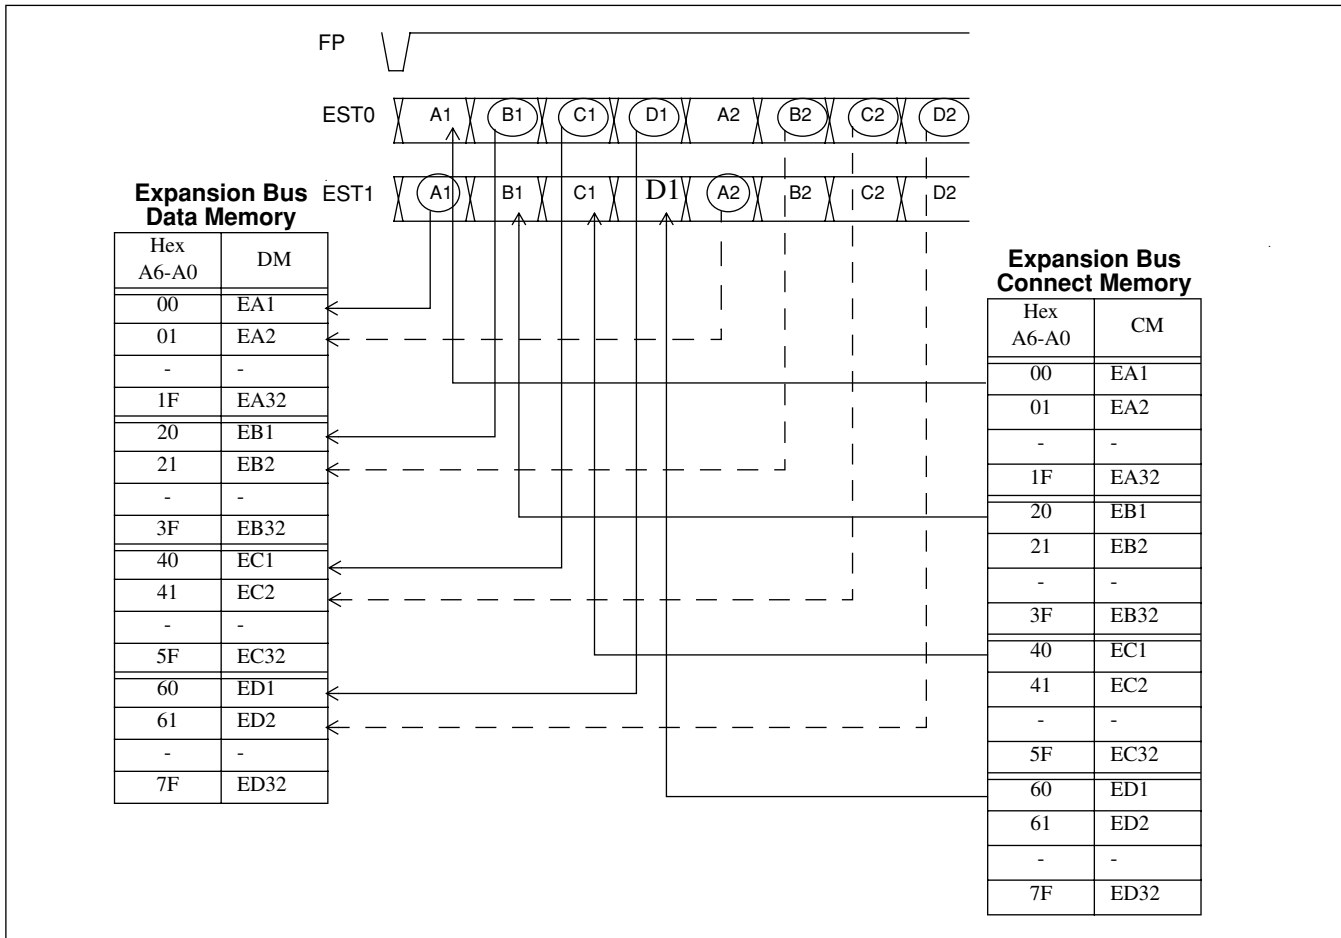 FP
EST0 A1 B1 C1 D1 A2 B2 C2 D2
EST1 A1 B1 C1 D1 A2 B2 C2 D2
Expansion Bus
Data Memory
Hex
A6-A0 DM
00 EA1
01 EA2
- -
1F EA32
20 EB1
21 EB2
- -
3F EB32
40 EC1
41 EC2
- -
5F EC32
60 ED1
61 ED2
- -
7F ED32
Expansion Bus
Connect Memory
Hex
A6-A0 CM
00 EA1
01 EA2
- -
1F EA32
20 EB1
21 EB2
- -
3F EB32
40 EC1
41 EC2
- -
5F EC32
60 ED1
61 ED2
- -
7F ED32